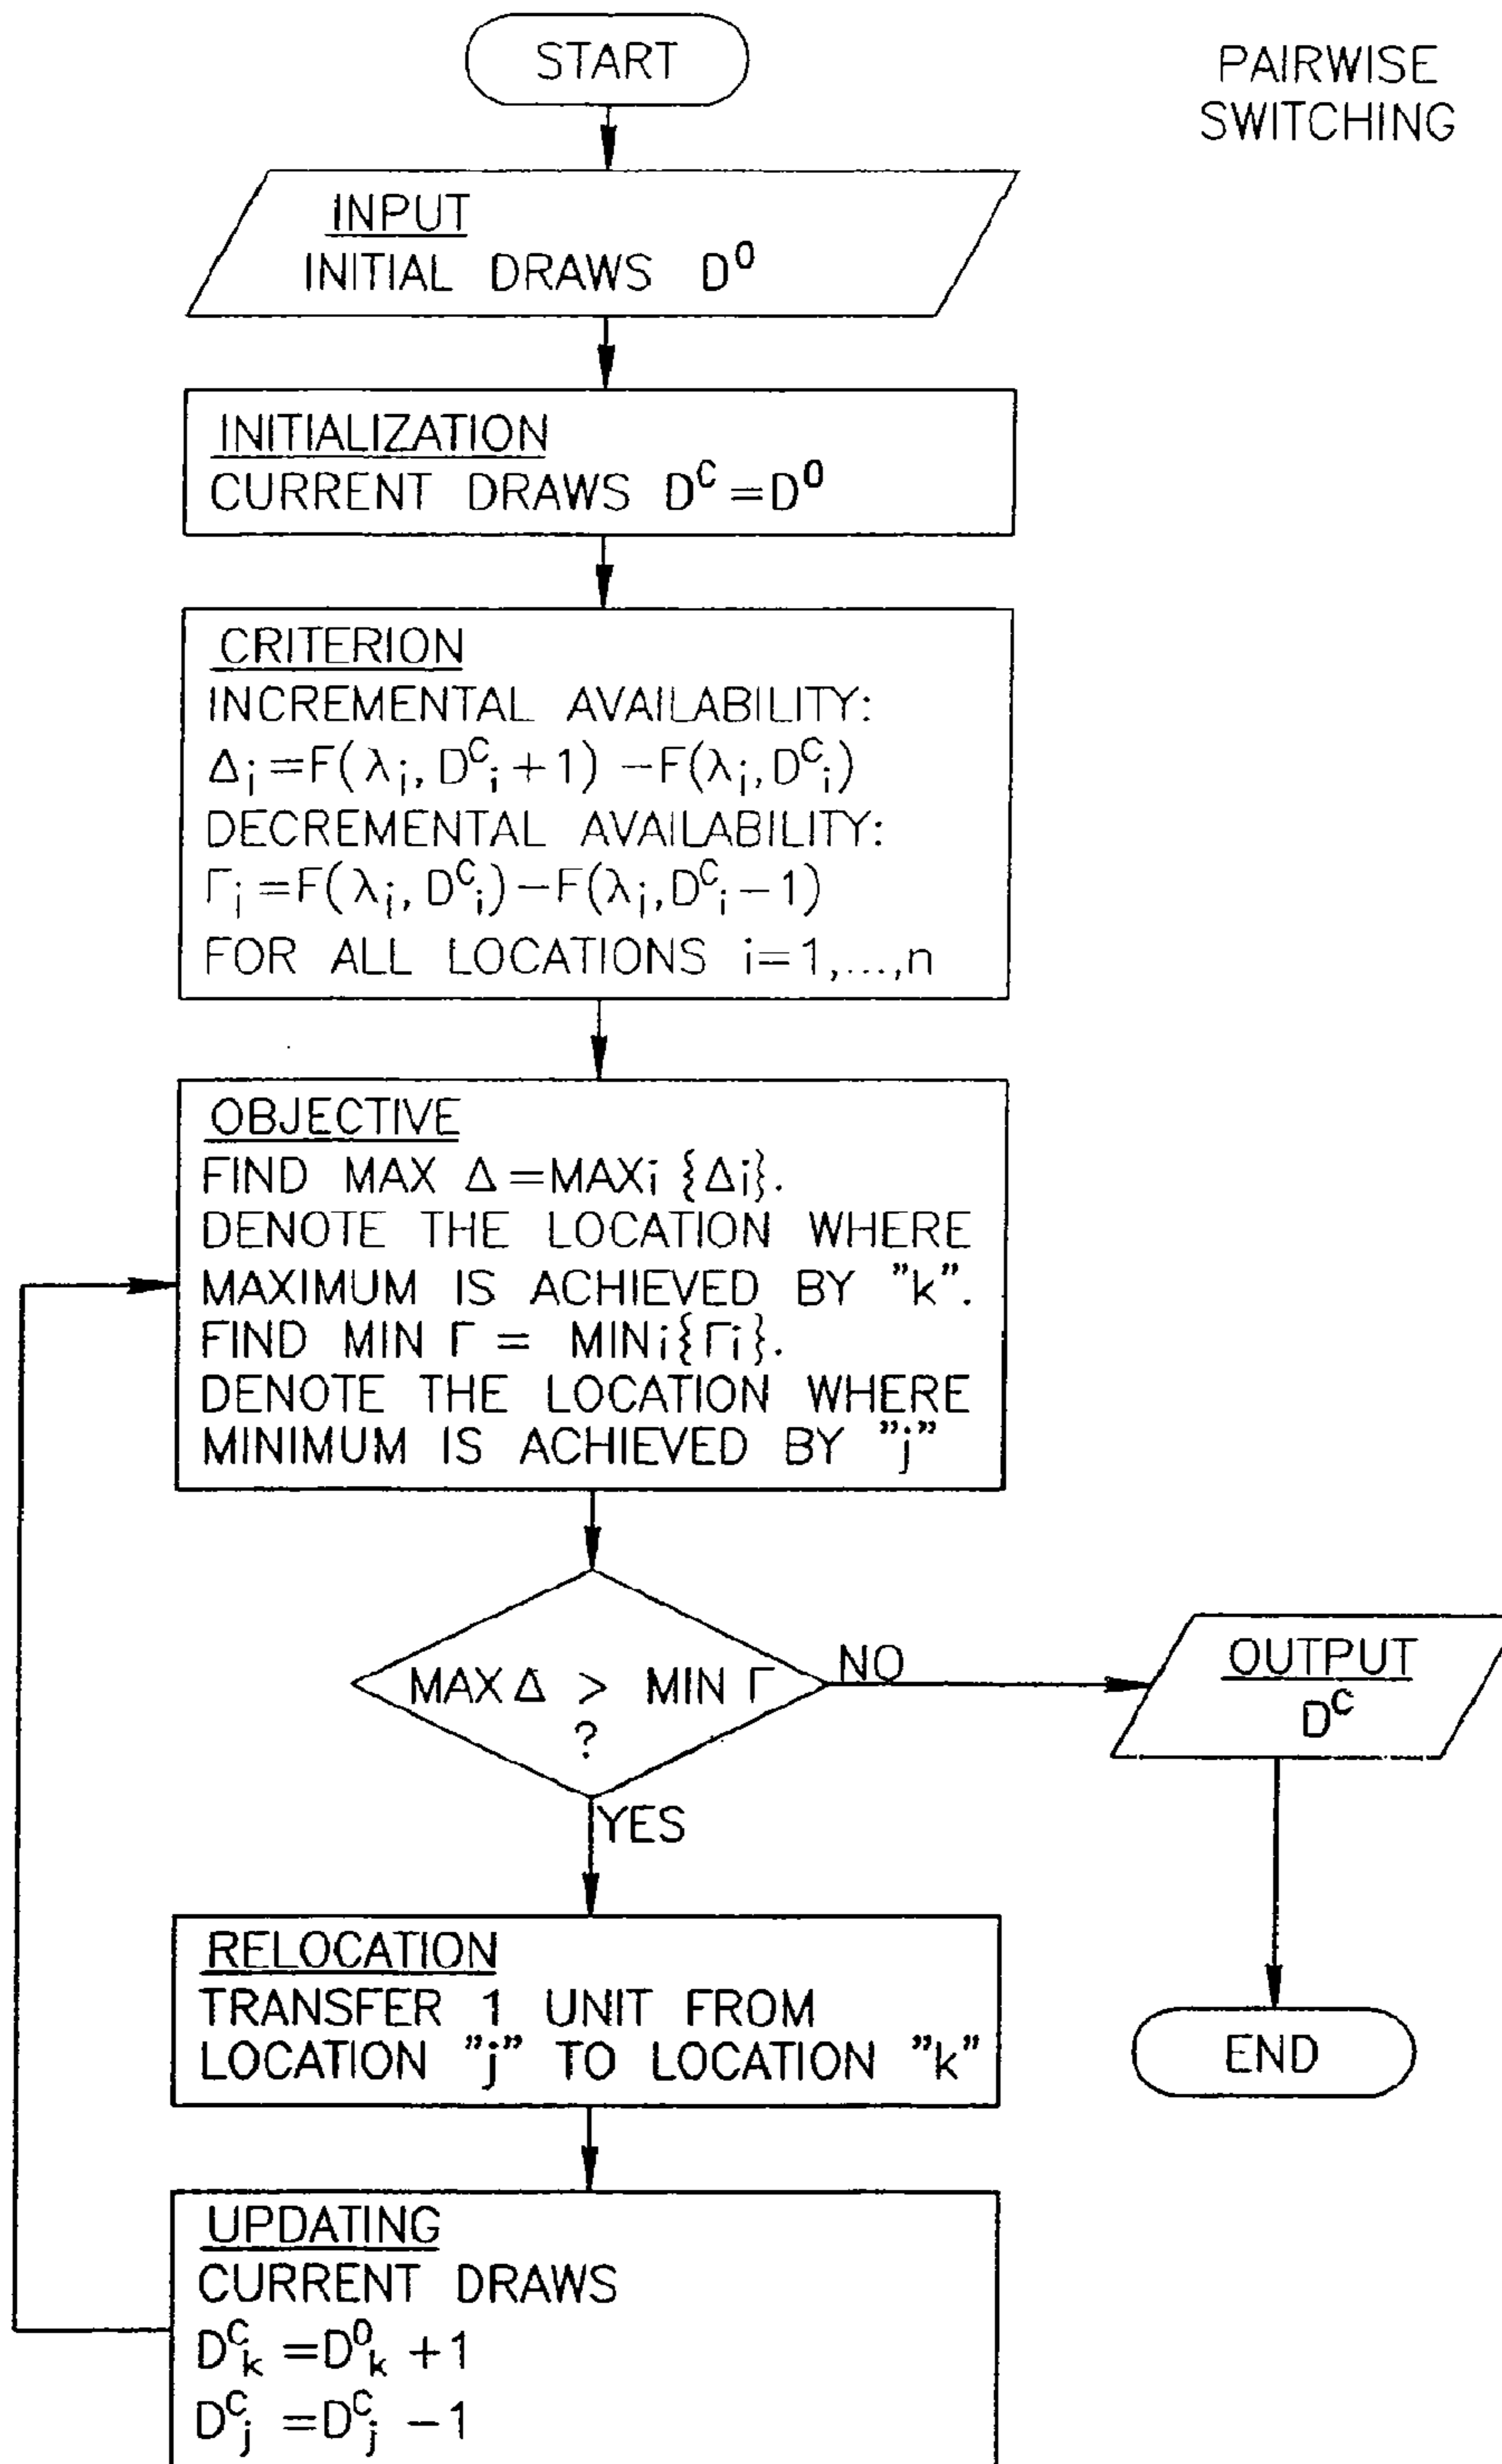 START
PAIRWISE
SWITCHING
INPUT
INITIAL DRAWS D⁰
INITIALIZATION
CURRENT DRAWS Dᶜ=D⁰
CRITERION
INCREMENTAL AVAILABILITY:
Δᵢ=F(λᵢ, Dᶜᵢ+1) −F(λᵢ,Dᶜᵢ)
DECREMENTAL AVAILABILITY:
Γᵢ=F(λᵢ, Dᶜᵢ)−F(λᵢ,Dᶜᵢ−1)
FOR ALL LOCATIONS i=1,...,n
OBJECTIVE
FIND MAX Δ=MAXi {Δi}.
DENOTE THE LOCATION WHERE
MAXIMUM IS ACHIEVED BY "k".
FIND MIN Γ = MINi{Γi}.
DENOTE THE LOCATION WHERE
MINIMUM IS ACHIEVED BY "j"
MAX Δ > MIN Γ
?
NO
OUTPUT
Dᶜ
YES
RELOCATION
TRANSFER 1 UNIT FROM
LOCATION "j" TO LOCATION "k"
END
UPDATING
CURRENT DRAWS
Dᶜₖ=D⁰ₖ+1
Dᶜⱼ=Dᶜⱼ−1